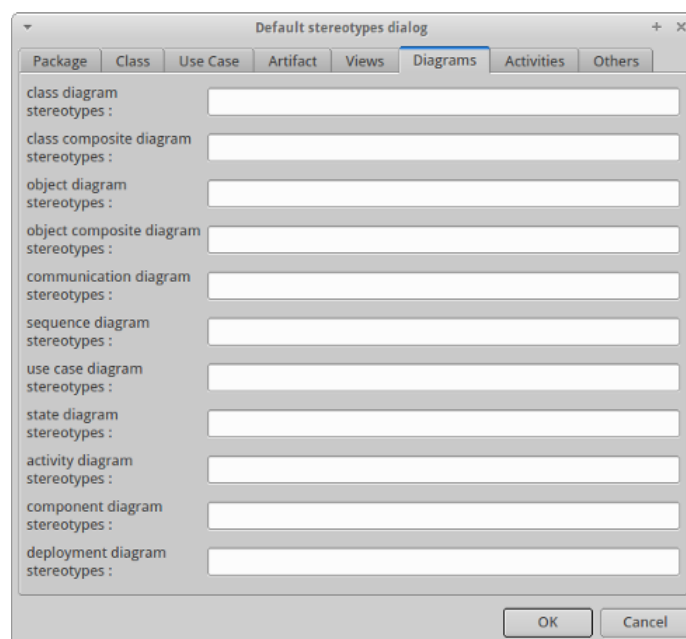 Default stereotypes dialog
Package Class Use Case Artifact Views Diagrams Activities Others
class diagram
stereotypes :
class composite diagram
stereotypes :
object diagram
stereotypes :
object composite diagram
stereotypes :
communication diagram
stereotypes :
sequence diagram
stereotypes :
use case diagram
stereotypes :
state diagram
stereotypes :
activity diagram
stereotypes :
component diagram
stereotypes :
deployment diagram
stereotypes :
OK Cancel